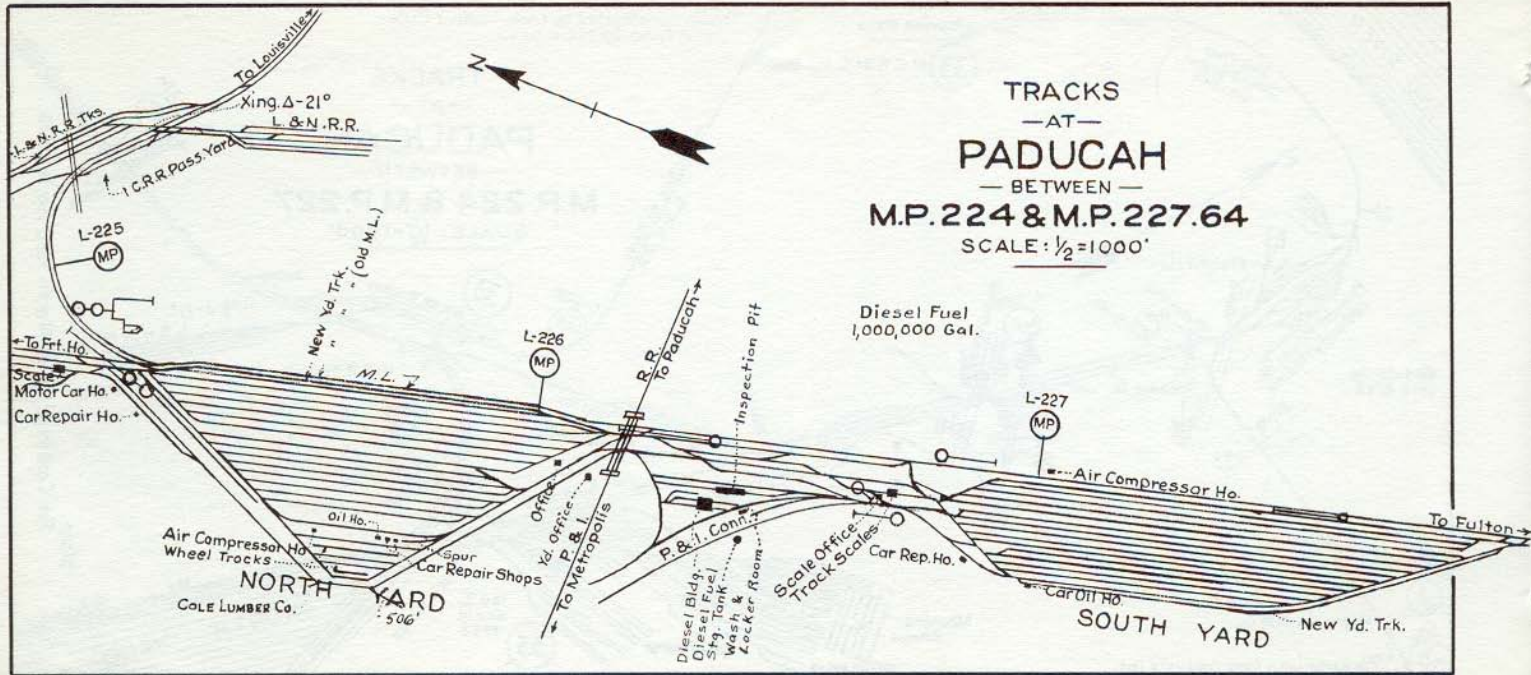 TRACKS
— AT —
PADUCAH
— BETWEEN —
M.P. 224 & M.P. 227.64
SCALE: ½=1000'
N
To Louisville
Xing. Δ-21°
L. & N. R.R. Tks.
L. & N. R.R.
I.C.R.R. Pass. Yard
L-225
MP
New Yd. Trk.
" " " (Old M.L.)
M.L.
L-226
MP
R.R.
To Paducah
Inspection Pit
Diesel Fuel
1,000,000 Gal.
L-227
MP
To Frt. Ho.
Scale
Motor Car Ho.
Car Repair Ho.
Air Compressor Ho.
To Fulton
Office
Yd. Office
P. & I.
To Metropolis
Oil Ho.
Spur
Car Repair Shops
Air Compressor Ho.
Wheel Trocks
NORTH YARD
COLE LUMBER CO.
506'
P. & I. Conn.
Diesel Bldg.
Diesel Fuel
Stg. Tank
Wash &
Locker Room
Scale Office
Track Scales
Car Rep. Ho.
Car Oil Ho.
SOUTH YARD
New Yd. Trk.